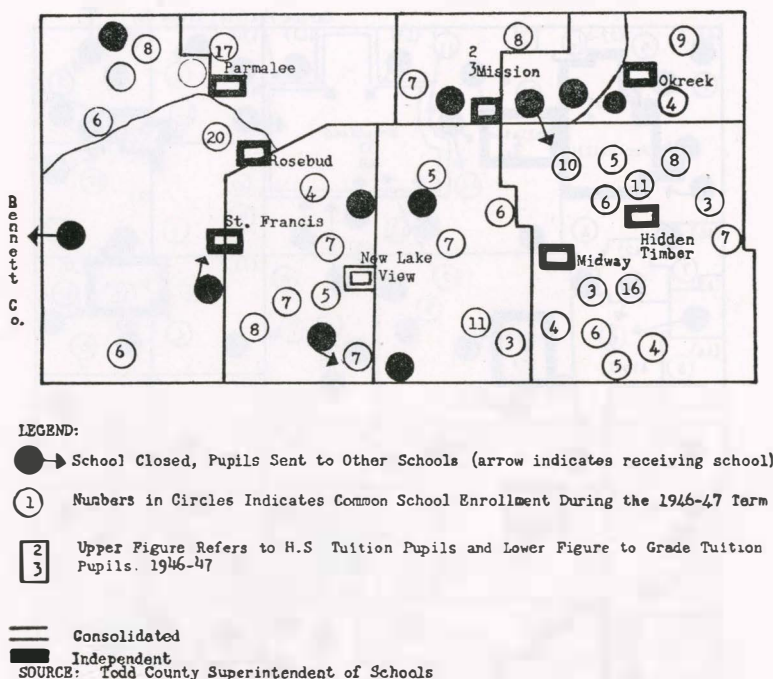 8
17
8
9
2
3
Mission
Parmalee
7
Okreek
4
6
20
Rosebud
10
5
8
5
11
4
6
3
6
St. Francis
7
7
Hidden
Timber
7
New Lake
View
Midway
Bennett Co.
7
5
3
16
8
11
4
6
3
6
7
4
5
LEGEND:
School Closed, Pupils Sent to Other Schools (arrow indicates receiving school)
1 Numbers in Circles Indicates Common School Enrollment During the 1946-47 Term
2 Upper Figure Refers to H.S Tuition Pupils and Lower Figure to Grade Tuition
3 Pupils. 1946-47
Consolidated
Independent
SOURCE: Todd County Superintendent of Schools